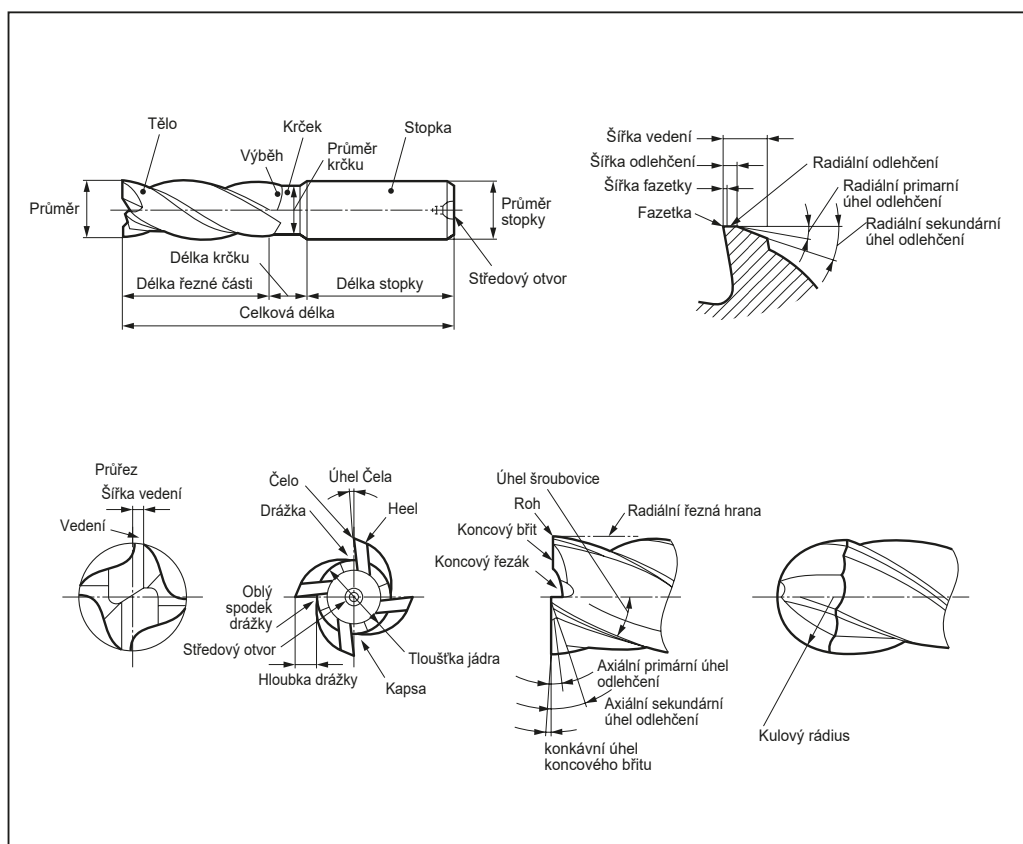 Tělo
Krček
Stopka
Výběh
Průměr
krčku
Průměr
Průměr
stopky
Délka krčku
Středový otvor
Délka řezné části
Délka stopky
Celková délka
Šířka vedení
Šířka odlehčení
Šířka fazetky
Fazetka
Radiální odlehčení
Radiální primarní
úhel odlehčení
Radiální sekundární
úhel odlehčení
Průřez
Šířka vedení
Vedení
Čelo
Úhel Čela
Drážka
Heel
Oblý
spodek
drážky
Středový otvor
Hloubka drážky
Tloušťka jádra
Kapsa
Úhel šroubovice
Roh
Radiální řezná hrana
Koncový břit
Koncový řezák
Axiální primární úhel
odlehčení
Axiální sekundární
úhel odlehčení
konkávní úhel
koncového břitu
Kulový rádius